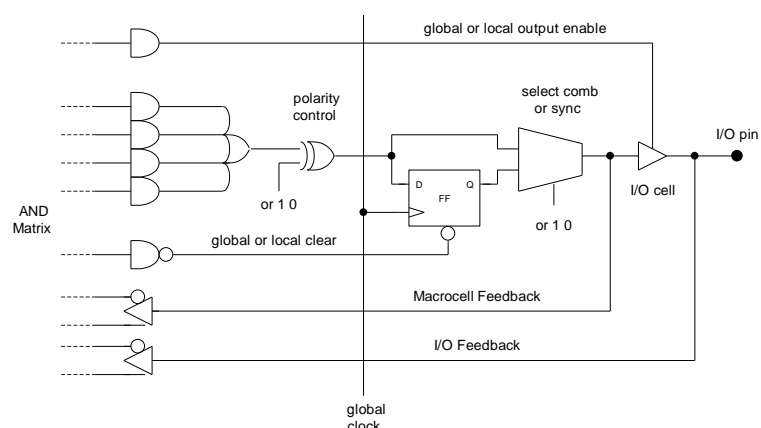 global or local output enable
polarity
control
select comb
or sync
I/O pin
D
Q
FF
I/O cell
or 1 0
or 1 0
AND
Matrix
global or local clear
Macrocell Feedback
I/O Feedback
global
clock